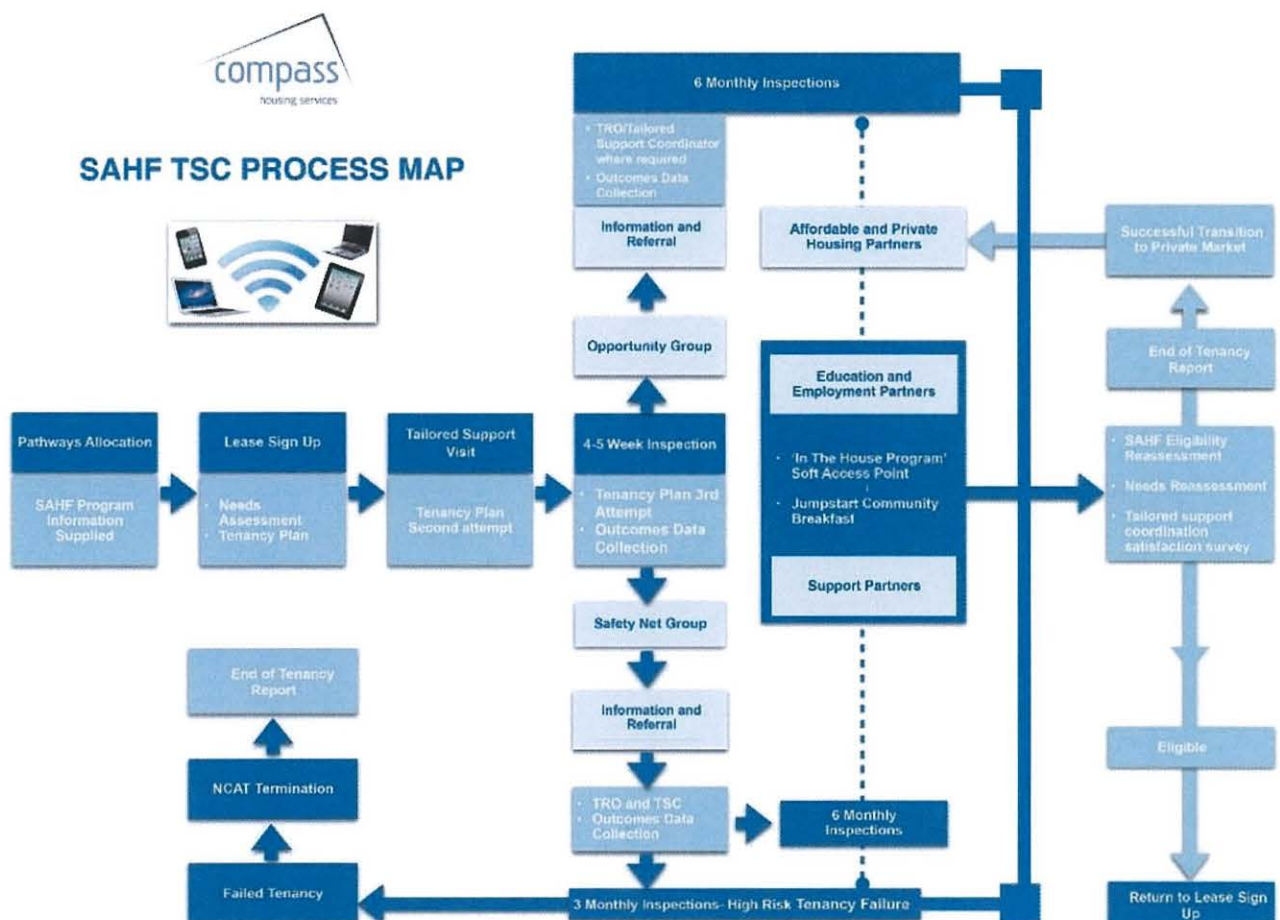 compass
housing services
SAHF TSC PROCESS MAP
6 Monthly Inspections
• TRO/Tailored
Support Coordinator
where required
• Outcomes Data
Collection
Information and
Referral
Affordable and Private
Housing Partners
Successful Transition
to Private Market
Opportunity Group
End of Tenancy
Report
Education and
Employment Partners
• 'In The House Program'
Soft Access Point
• Jumpstart Community
Breakfast
Support Partners
Pathways Allocation
SAHF Program
Information
Supplied
Lease Sign Up
• Needs
Assessment
• Tenancy Plan
Tailored Support
Visit
Tenancy Plan
Second attempt
4-5 Week Inspection
• Tenancy Plan 3rd
Attempt
• Outcomes Data
Collection
• SAHF Eligibility
Reassessment
• Needs Reassessment
• Tailored support
coordination
satisfaction survey
Safety Net Group
End of Tenancy
Report
Information and
Referral
Eligible
NCAT Termination
• TRO and TSC
• Outcomes Data
Collection
6 Monthly
Inspections
Failed Tenancy
3 Monthly Inspections- High Risk Tenancy Failure
Return to Lease Sign
Up